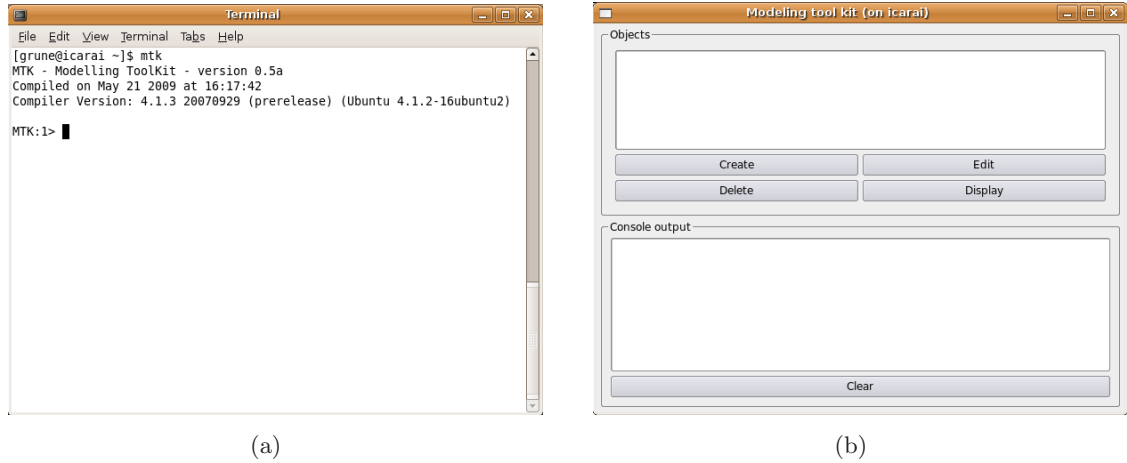 Terminal
File Edit View Terminal Tabs Help
[grune@icarai ~]$ mtk
MTK - Modelling ToolKit - version 0.5a
Compiled on May 21 2009 at 16:17:42
Compiler Version: 4.1.3 20070929 (prerelease) (Ubuntu 4.1.2-16ubuntu2)
MTK:1>
(a)
Modeling tool kit (on icarai)
Objects
Create Edit
Delete Display
Console output
Clear
(b)